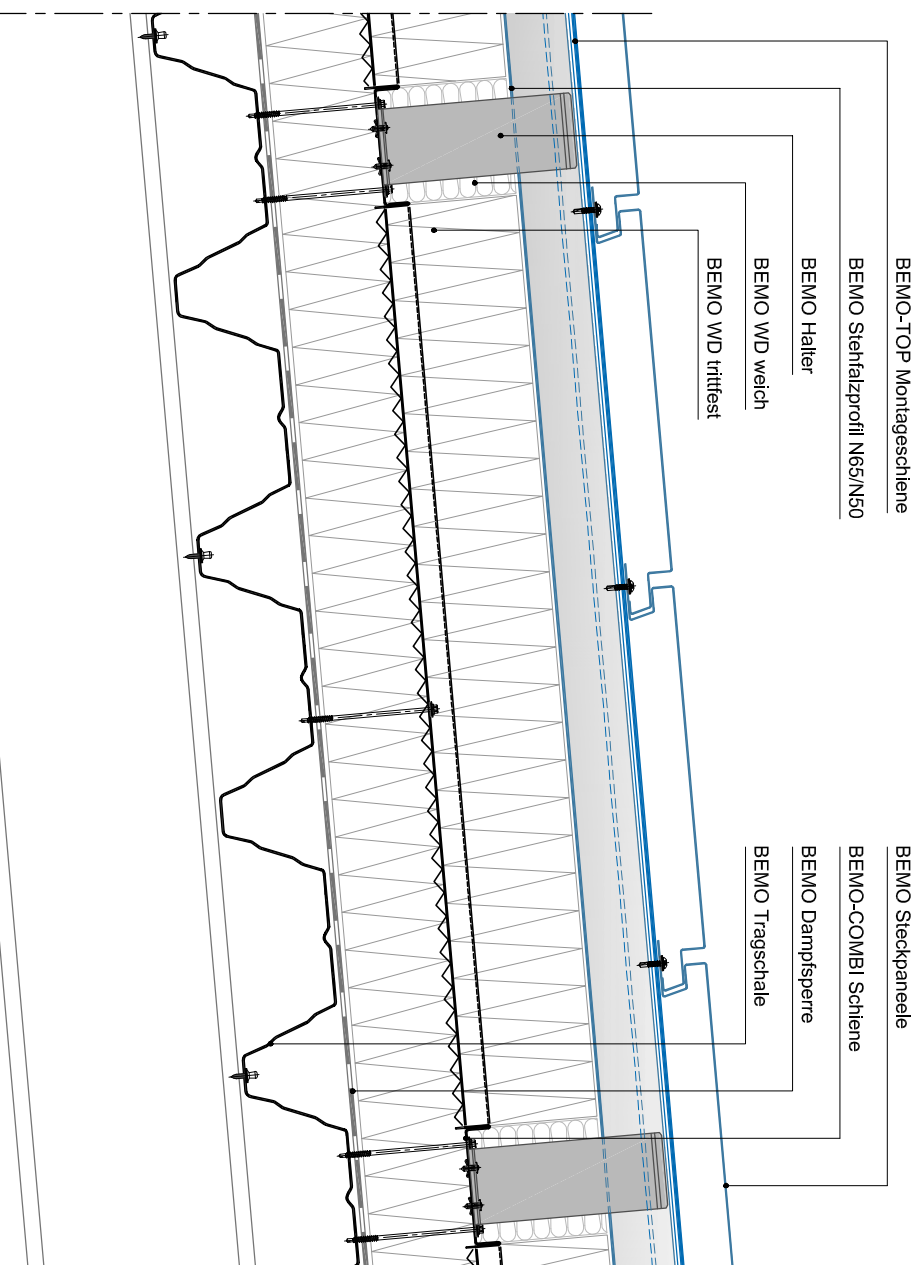 BEMO-TOP Montageschiene
BEMO Stehfalzprofil N65/N50
BEMO Halter
BEMO WD weich
BEMO WD trittfest
BEMO Steckpaneele
BEMO-COMBI Schiene
BEMO Dampfsperre
BEMO Tragschale